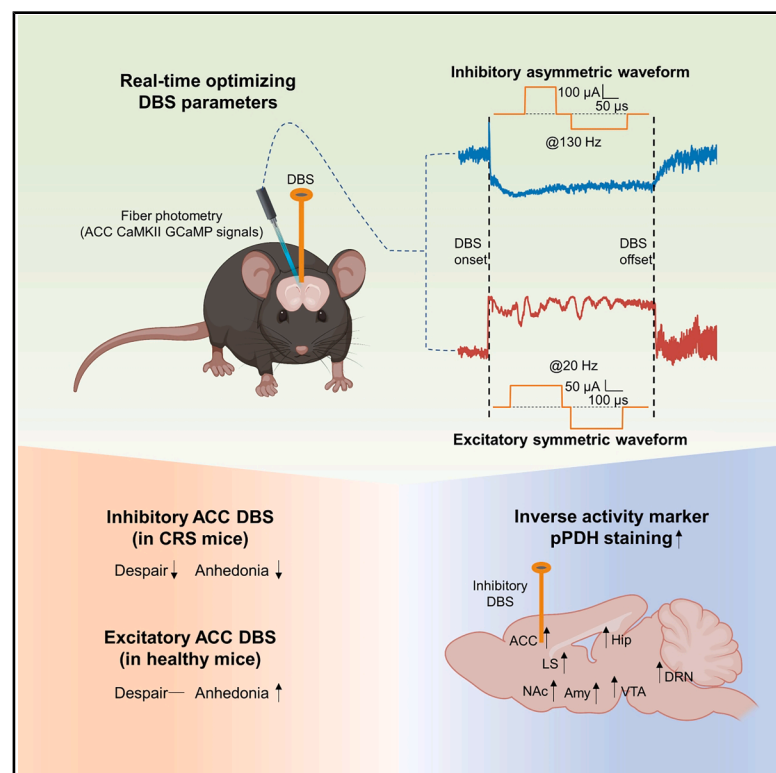 Real-time optimizing
DBS parameters
DBS
Fiber photometry
(ACC CaMKII GCaMP signals)
Inhibitory asymmetric waveform
100 µA
50 µs
@130 Hz
DBS
onset
DBS
offset
@20 Hz
50 µA
100 µs
Excitatory symmetric waveform
Inhibitory ACC DBS
(in CRS mice)
Despair↓ Anhedonia↓
Excitatory ACC DBS
(in healthy mice)
Despair— Anhedonia↑
Inverse activity marker
pPDH staining↑
Inhibitory
DBS
ACC↑
↑Hip
LS↑
↑DRN
NAc↑
Amy↑
↑VTA